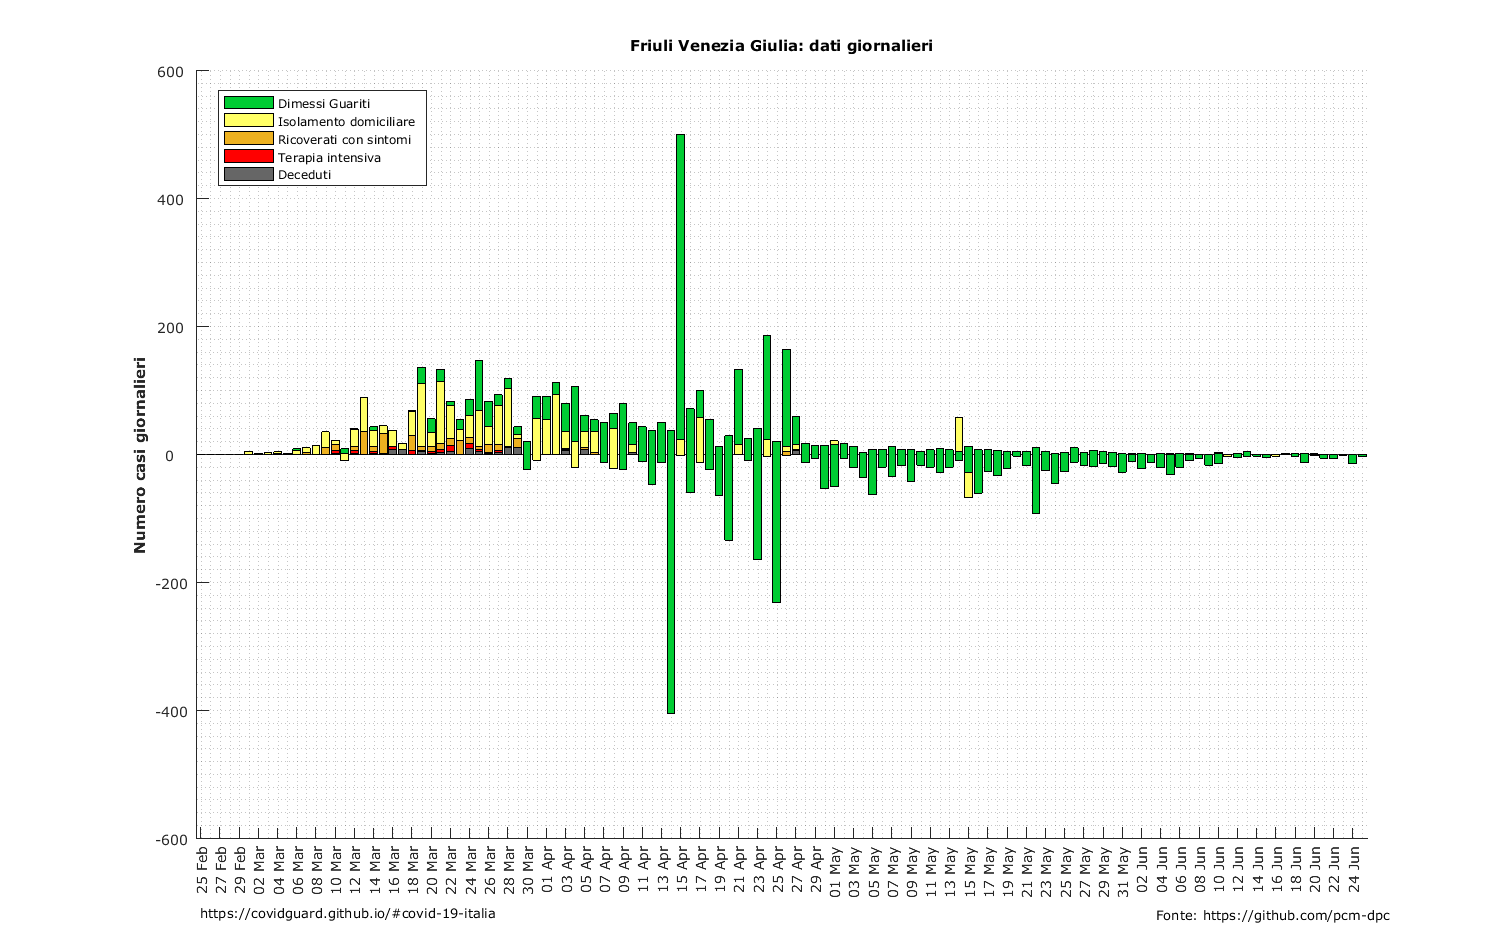 Friuli Venezia Giulia: dati giornalieri
600
400
200
0
-200
-400
-600
Numero casi giornalieri
Dimessi Guariti
Isolamento domiciliare
Ricoverati con sintomi
Terapia intensiva
Deceduti
25 Feb
27 Feb
29 Feb
02 Mar
04 Mar
06 Mar
08 Mar
10 Mar
12 Mar
14 Mar
16 Mar
18 Mar
20 Mar
22 Mar
24 Mar
26 Mar
28 Mar
30 Mar
01 Apr
03 Apr
05 Apr
07 Apr
09 Apr
11 Apr
13 Apr
15 Apr
17 Apr
19 Apr
21 Apr
23 Apr
25 Apr
27 Apr
29 Apr
01 May
03 May
05 May
07 May
09 May
11 May
13 May
15 May
17 May
19 May
21 May
23 May
25 May
27 May
29 May
31 May
02 Jun
04 Jun
06 Jun
08 Jun
10 Jun
12 Jun
14 Jun
16 Jun
18 Jun
20 Jun
22 Jun
24 Jun
https://covidguard.github.io/#covid-19-italia
Fonte: https://github.com/pcm-dpc